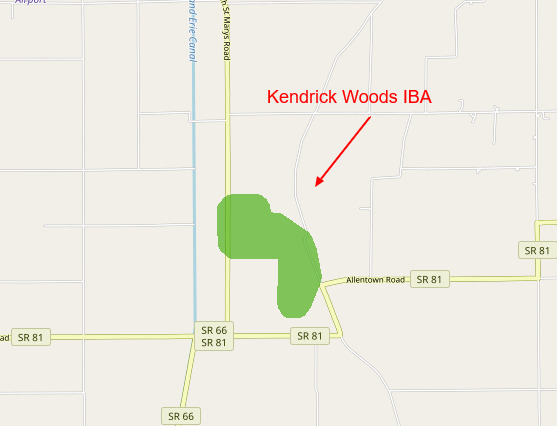 Airport
and Erie Canal
n St Marys Road
Kendrick Woods IBA
SR 81
Allentown Road
SR 81
ad
SR 81
SR 66
SR 81
SR 81
SR 66